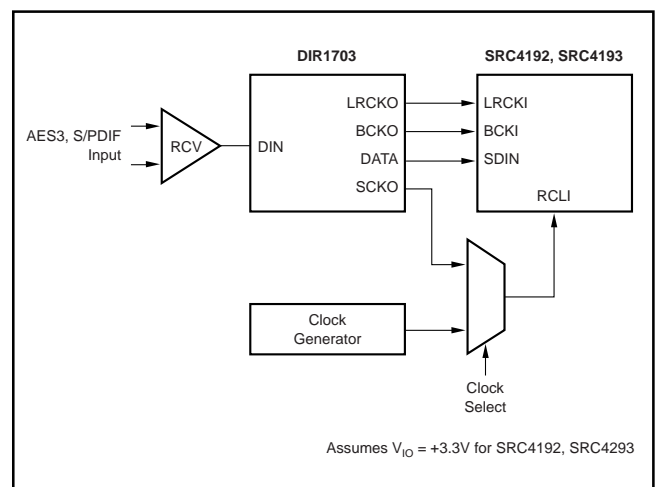 DIR1703
SRC4192, SRC4193
AES3, S/PDIF
Input
RCV
DIN
LRCKO
BCKO
DATA
SCKO
LRCKI
BCKI
SDIN
RCLI
Clock
Generator
Clock
Select
Assumes V_IO = +3.3V for SRC4192, SRC4293